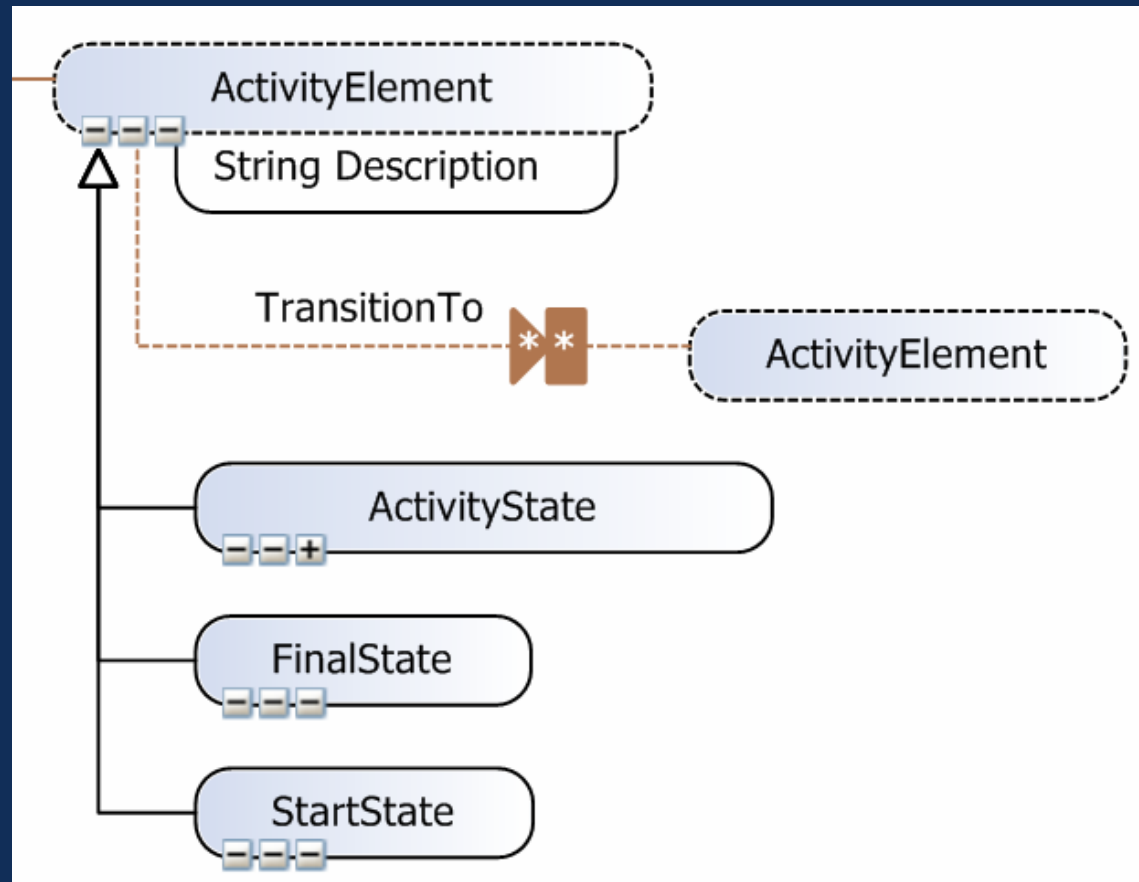 ActivityElement
String Description
TransitionTo
* *
ActivityElement
ActivityState
FinalState
StartState